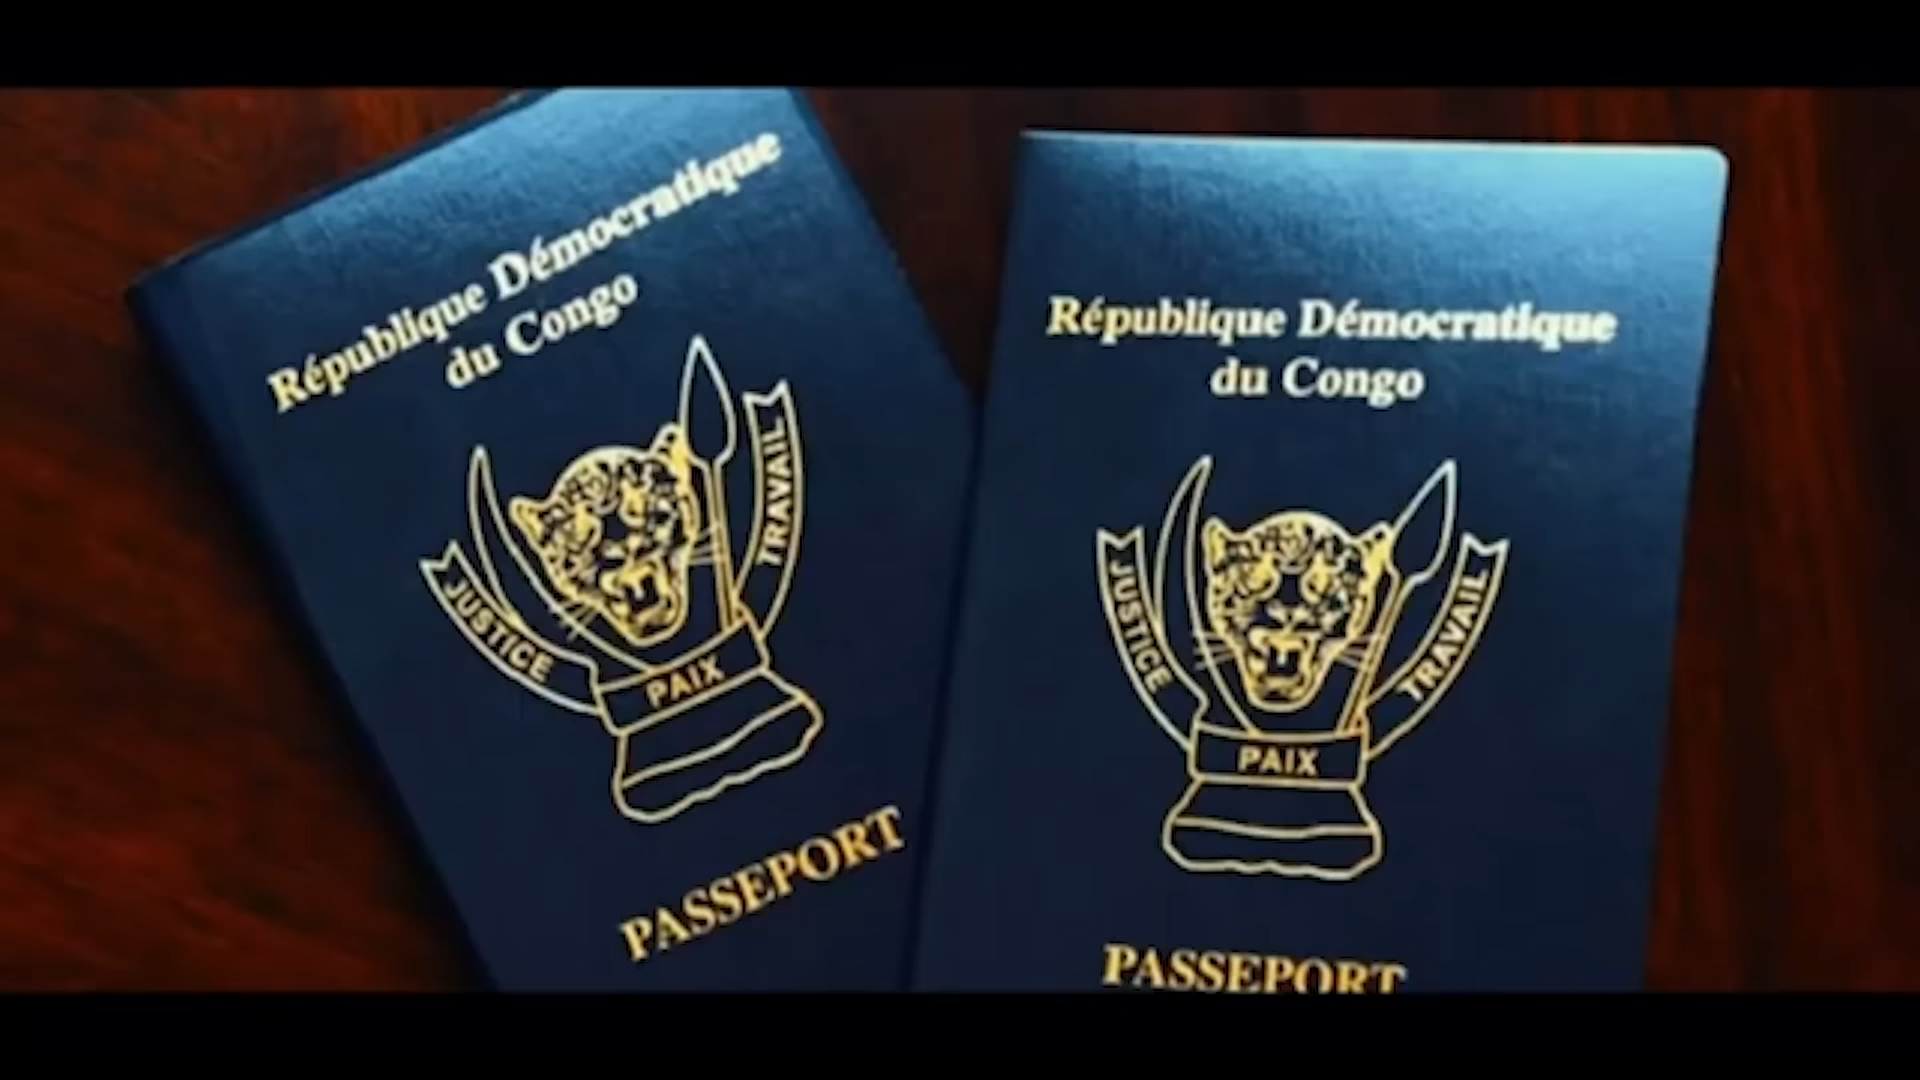 République Démocratique
du Congo
JUSTICE
PAIX
TRAVAIL
PASSEPORT
République Démocratique
du Congo
JUSTICE
PAIX
TRAVAIL
PASSEPORT